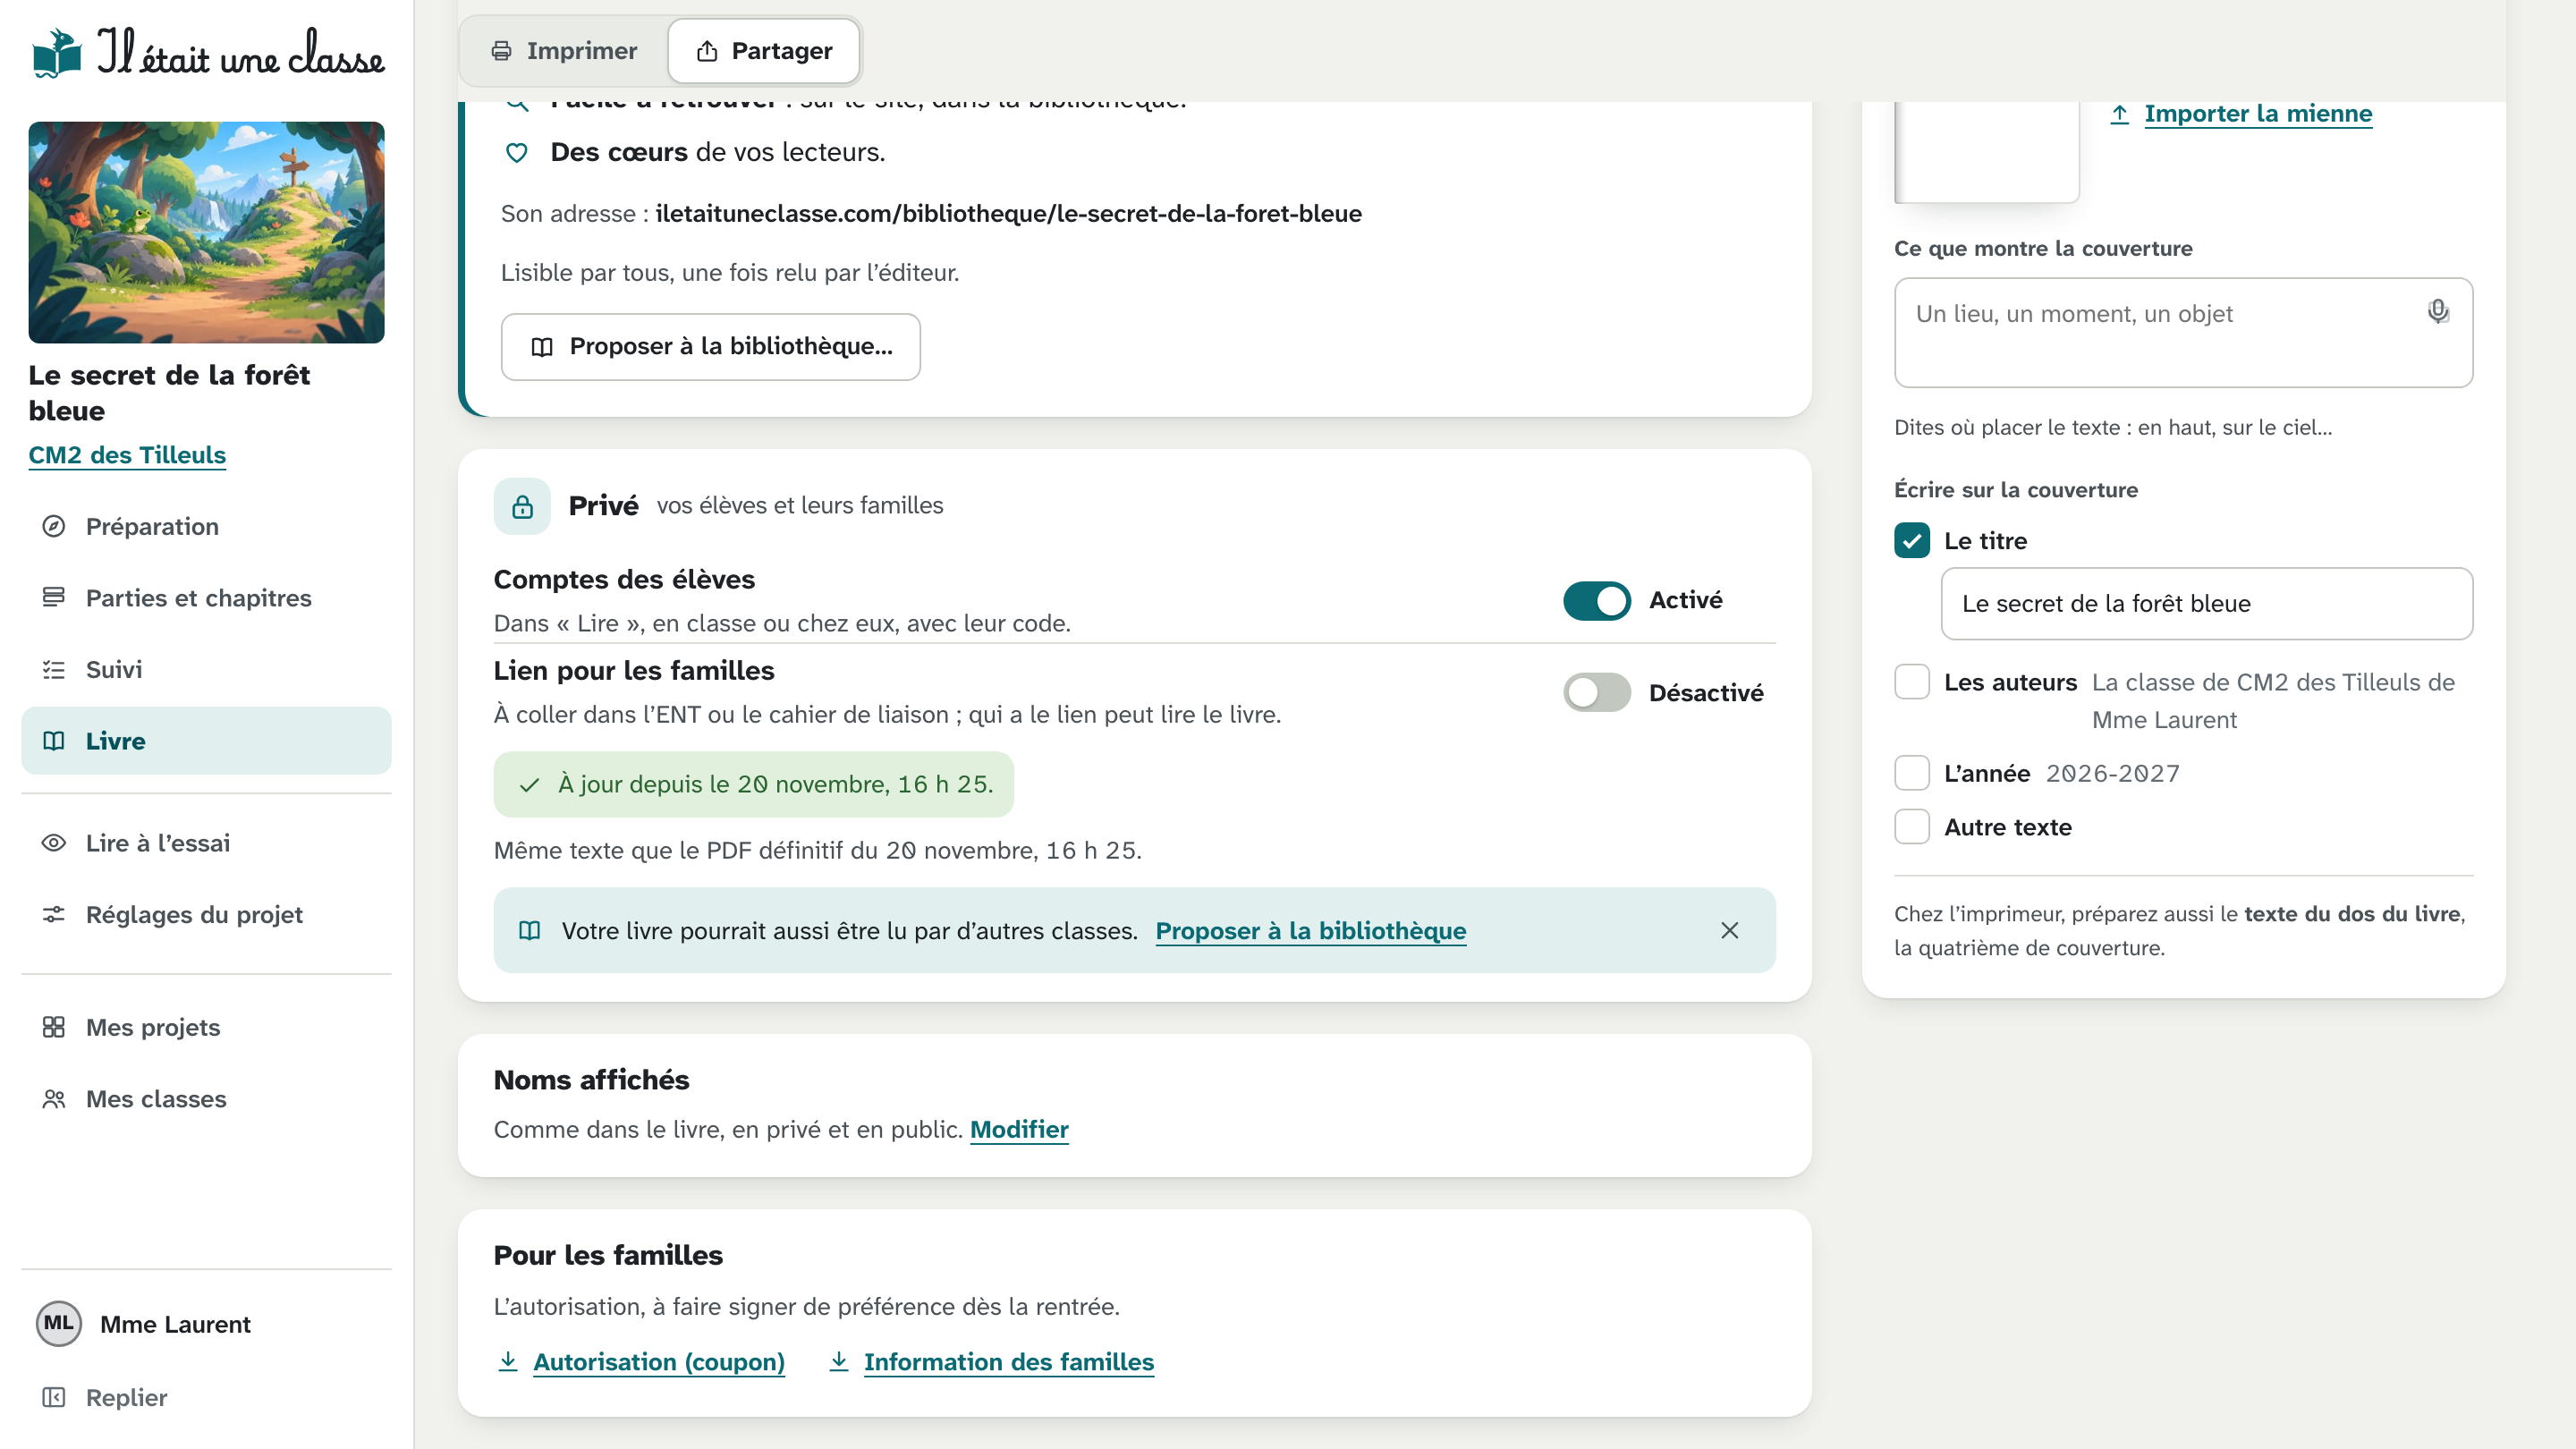 Il était une classe
Le secret de la forêt
bleue
CM2 des Tilleuls
Préparation
Parties et chapitres
Suivi
Livre
Lire à l’essai
Réglages du projet
Mes projets
Mes classes
ML Mme Laurent
Replier
Imprimer Partager
Facile à retrouver : sur le site, dans la bibliothèque.
Des cœurs de vos lecteurs.
Son adresse : iletaituneclasse.com/bibliotheque/le-secret-de-la-foret-bleue
Lisible par tous, une fois relu par l’éditeur.
Proposer à la bibliothèque...
Privé vos élèves et leurs familles
Comptes des élèves
Dans « Lire », en classe ou chez eux, avec leur code.
Activé
Lien pour les familles
À coller dans l’ENT ou le cahier de liaison ; qui a le lien peut lire le livre.
Désactivé
À jour depuis le 20 novembre, 16 h 25.
Même texte que le PDF définitif du 20 novembre, 16 h 25.
Votre livre pourrait aussi être lu par d’autres classes. Proposer à la bibliothèque
Noms affichés
Comme dans le livre, en privé et en public. Modifier
Pour les familles
L’autorisation, à faire signer de préférence dès la rentrée.
Autorisation (coupon) Information des familles
Importer la mienne
Ce que montre la couverture
Un lieu, un moment, un objet
Dites où placer le texte : en haut, sur le ciel...
Écrire sur la couverture
Le titre
Le secret de la forêt bleue
Les auteurs La classe de CM2 des Tilleuls de
Mme Laurent
L’année 2026-2027
Autre texte
Chez l’imprimeur, préparez aussi le texte du dos du livre,
la quatrième de couverture.